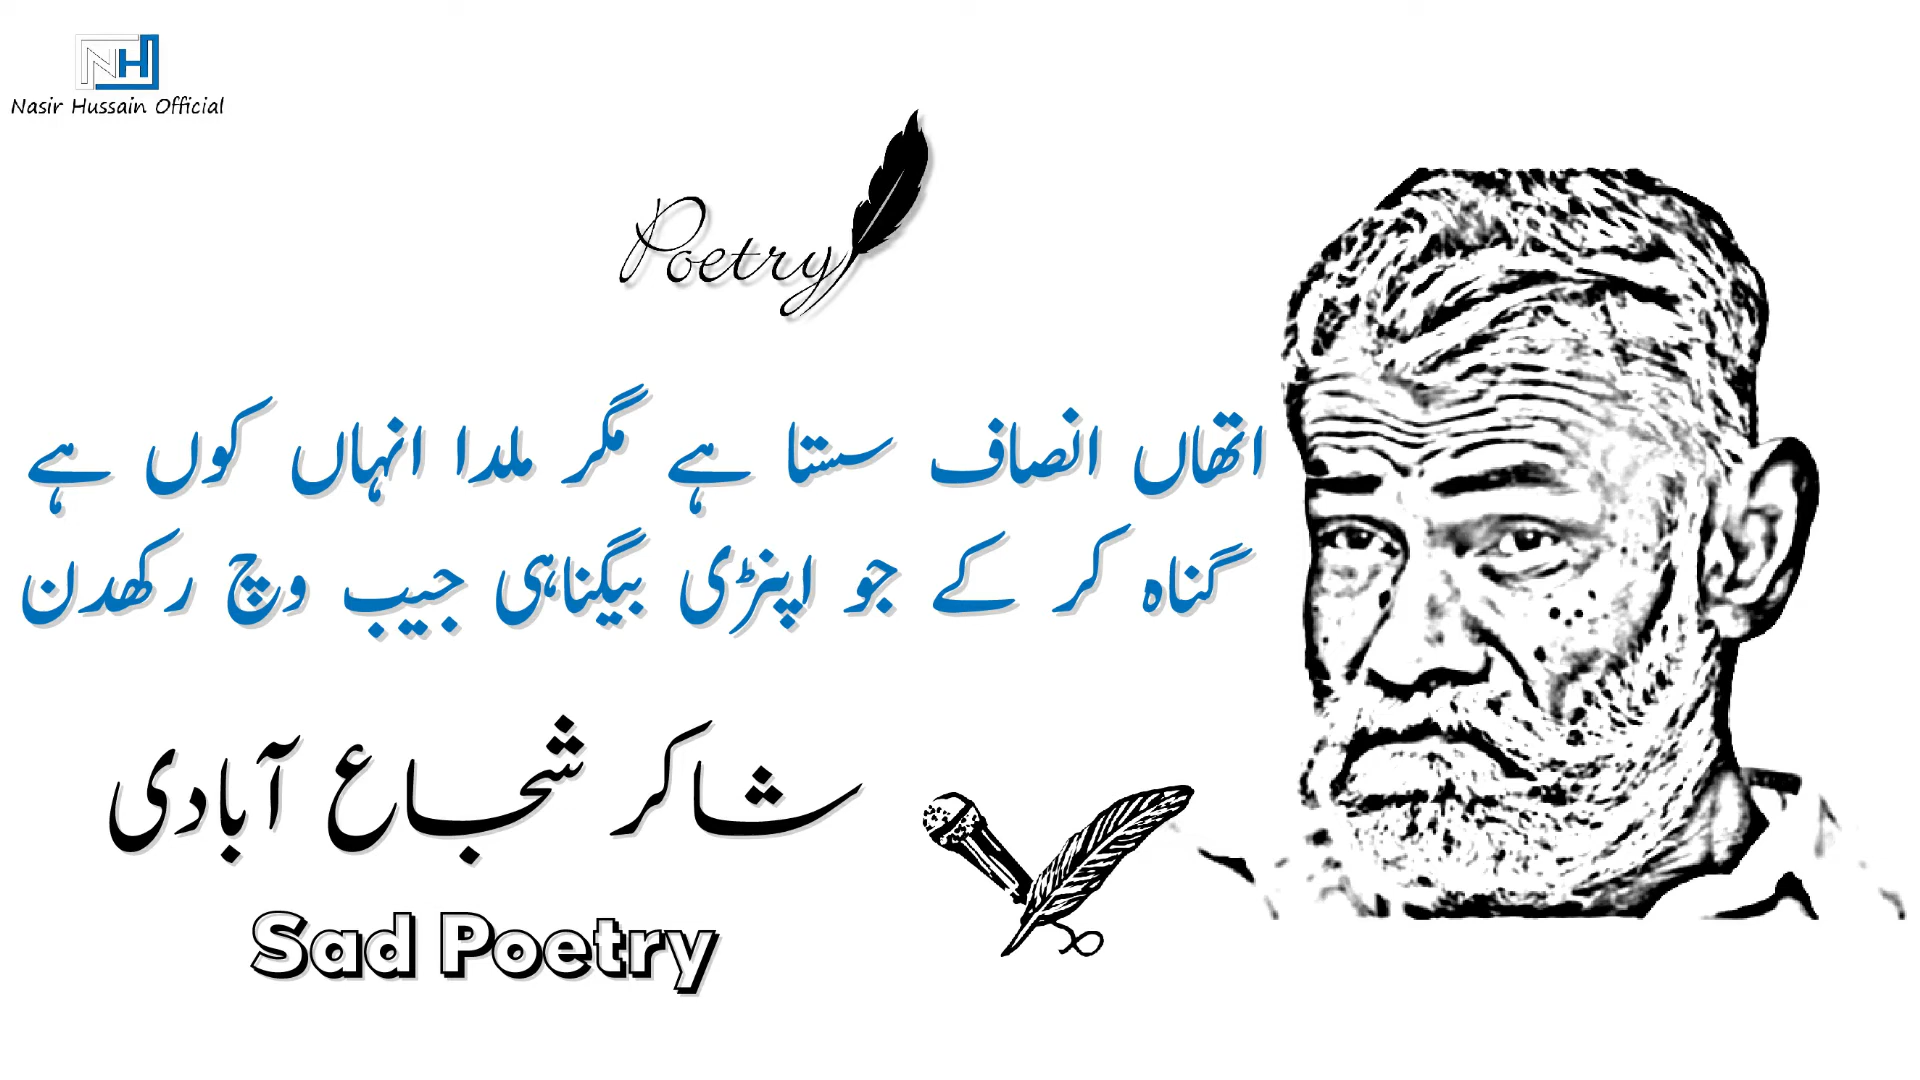 NH
Nasir Hussain Official
Poetry
اتھاں انصاف سستا ہے مگر ملدا انہاں کوں ہے
گناہ کر کے جو اپنڑی بیگناہی جیب وچ رکھدن
شاکر شجاع آبادی
Sad Poetry